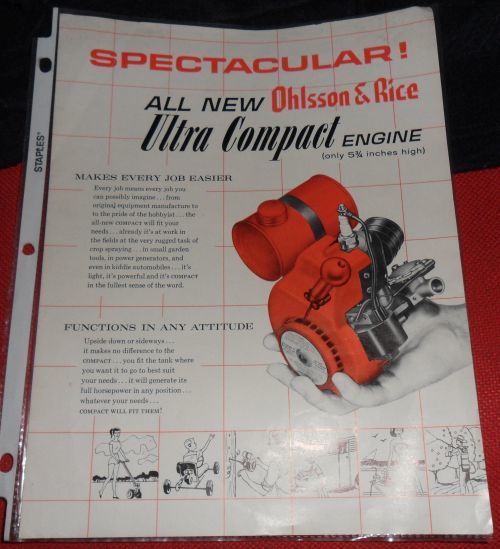 SPECTACULAR!
ALL NEW Ohlsson & Rice
Ultra Compact ENGINE
(only 5¾ inches high)
STAPLES®
MAKES EVERY JOB EASIER
Every job means every job you
can possibly imagine...from
original equipment manufacture to
to the pride of the hobbyist...the
all-new COMPACT will fit your
needs...already it's at work in
the fields at the very rugged task of
crop spraying...in small garden
tools, in power generators, and
even in kiddie automobiles...it's
light, it's powerful and it's COMPACT
in the fullest sense of the word.
FUNCTIONS IN ANY ATTITUDE
Upside down or sideways...
it makes no difference to the
COMPACT...you fit the tank where
you want it to go to best suit
your needs...it will generate its
full horsepower in any position...
whatever your needs...
COMPACT WILL FIT THEM!